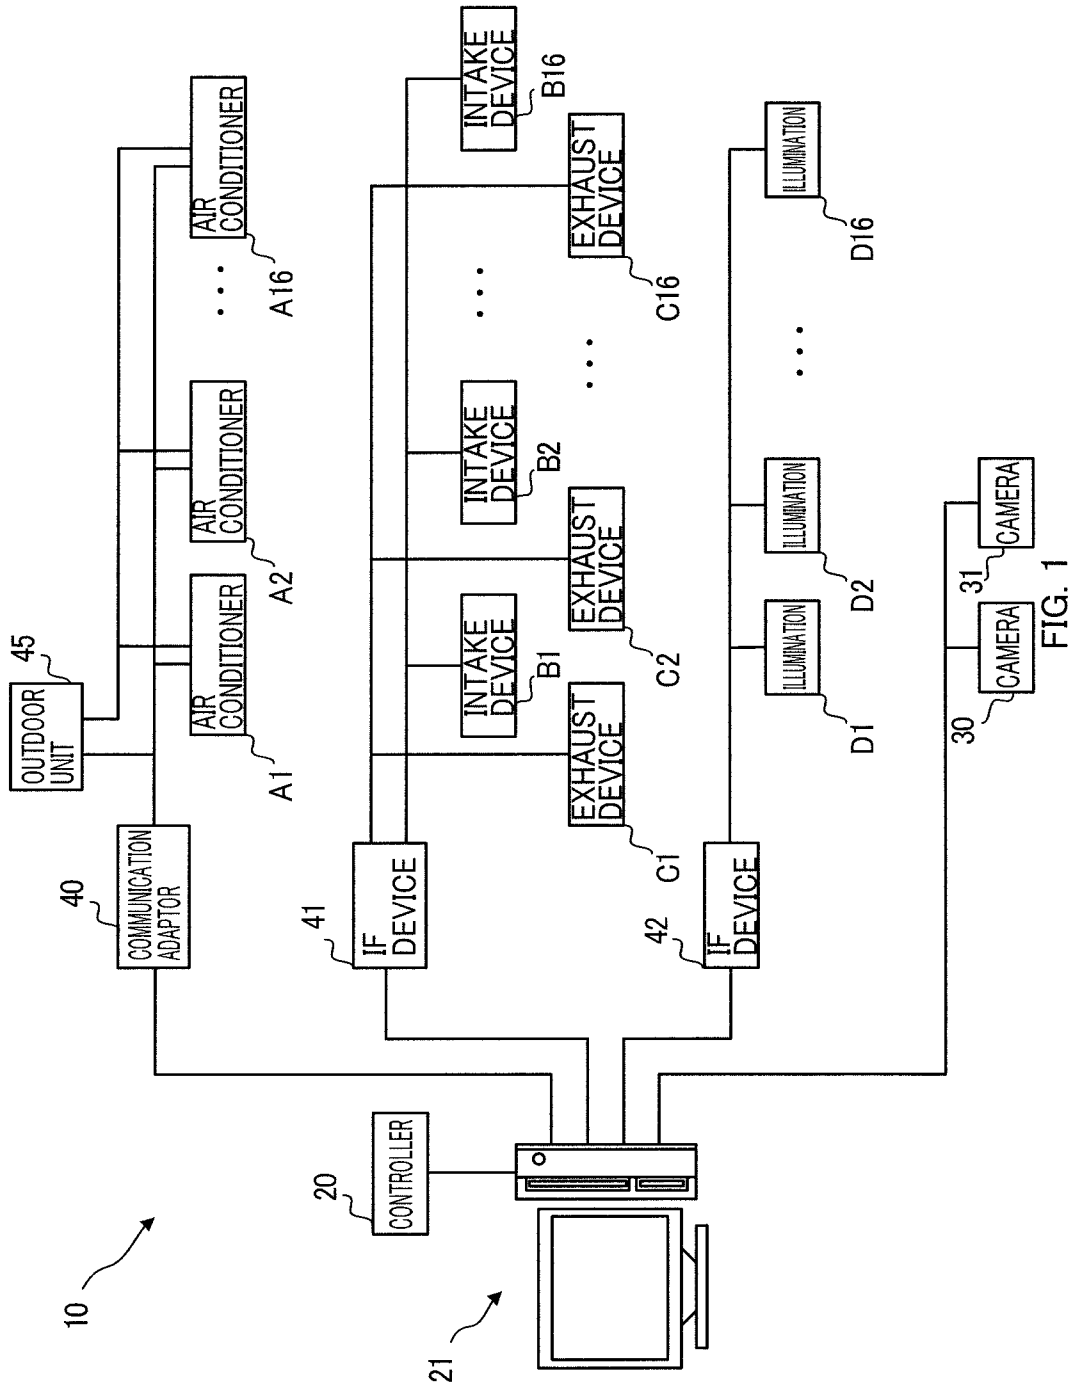 10
21
20
CONTROLLER
40
COMMUNICATION
ADAPTOR
45
OUTDOOR
UNIT
AIR
CONDITIONER
A1
AIR
CONDITIONER
A2
AIR
CONDITIONER
A16
...
41
IF
DEVICE
INTAKE
DEVICE
B1
INTAKE
DEVICE
B2
...
INTAKE
DEVICE
B16
EXHAUST
DEVICE
C1
EXHAUST
DEVICE
C2
...
EXHAUST
DEVICE
C16
42
IF
DEVICE
ILLUMINATION
D1
ILLUMINATION
D2
...
ILLUMINATION
D16
CAMERA
30
CAMERA
31
FIG. 1